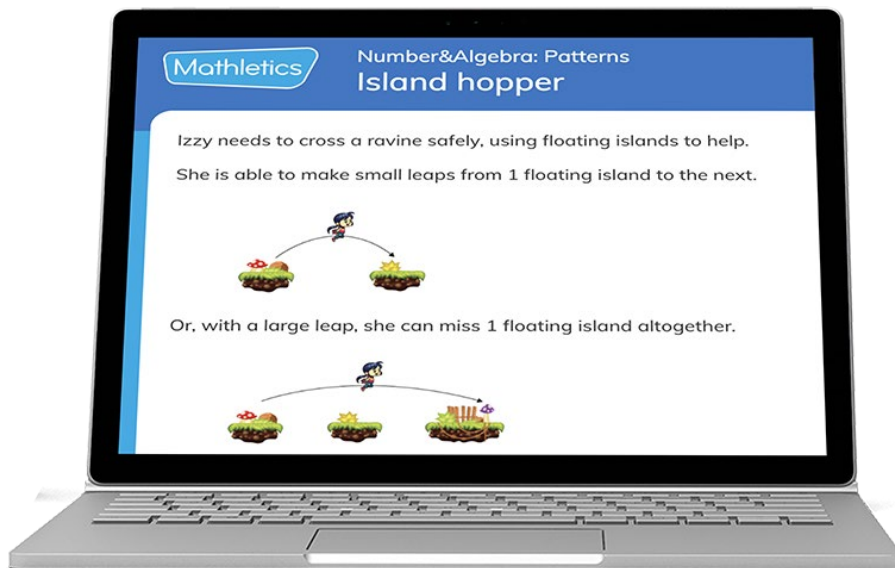 Mathletics
Number&Algebra: Patterns
Island hopper
Izzy needs to cross a ravine safely, using floating islands to help.
She is able to make small leaps from 1 floating island to the next.
Or, with a large leap, she can miss 1 floating island altogether.